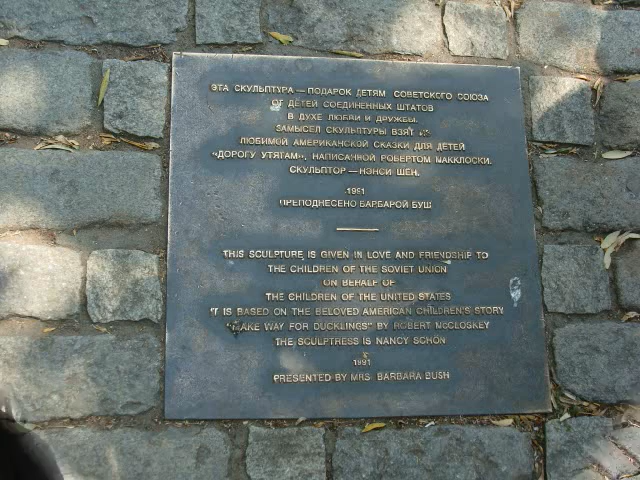 ЭТА СКУЛЬПТУРА — ПОДАРОК ДЕТЯМ СОВЕТСКОГО СОЮЗА
ОТ ДЕТЕЙ СОЕДИНЕННЫХ ШТАТОВ
В ДУХЕ ЛЮБВИ И ДРУЖБЫ.
ЗАМЫСЕЛ СКУЛЬПТУРЫ ВЗЯТ ИЗ
ЛЮБИМОЙ АМЕРИКАНСКОЙ СКАЗКИ ДЛЯ ДЕТЕЙ
«ДОРОГУ УТЯТАМ», НАПИСАННОЙ РОБЕРТОМ МАККЛОСКИ.
СКУЛЬПТОР — НЭНСИ ШЁН.
1991
ПРЕПОДНЕСЕНО БАРБАРОЙ БУШ
THIS SCULPTURE IS GIVEN IN LOVE AND FRIENDSHIP TO
THE CHILDREN OF THE SOVIET UNION
ON BEHALF OF
THE CHILDREN OF THE UNITED STATES
IT IS BASED ON THE BELOVED AMERICAN CHILDREN'S STORY
"MAKE WAY FOR DUCKLINGS" BY ROBERT McCLOSKEY
THE SCULPTRESS IS NANCY SCHÖN
1991
PRESENTED BY MRS. BARBARA BUSH